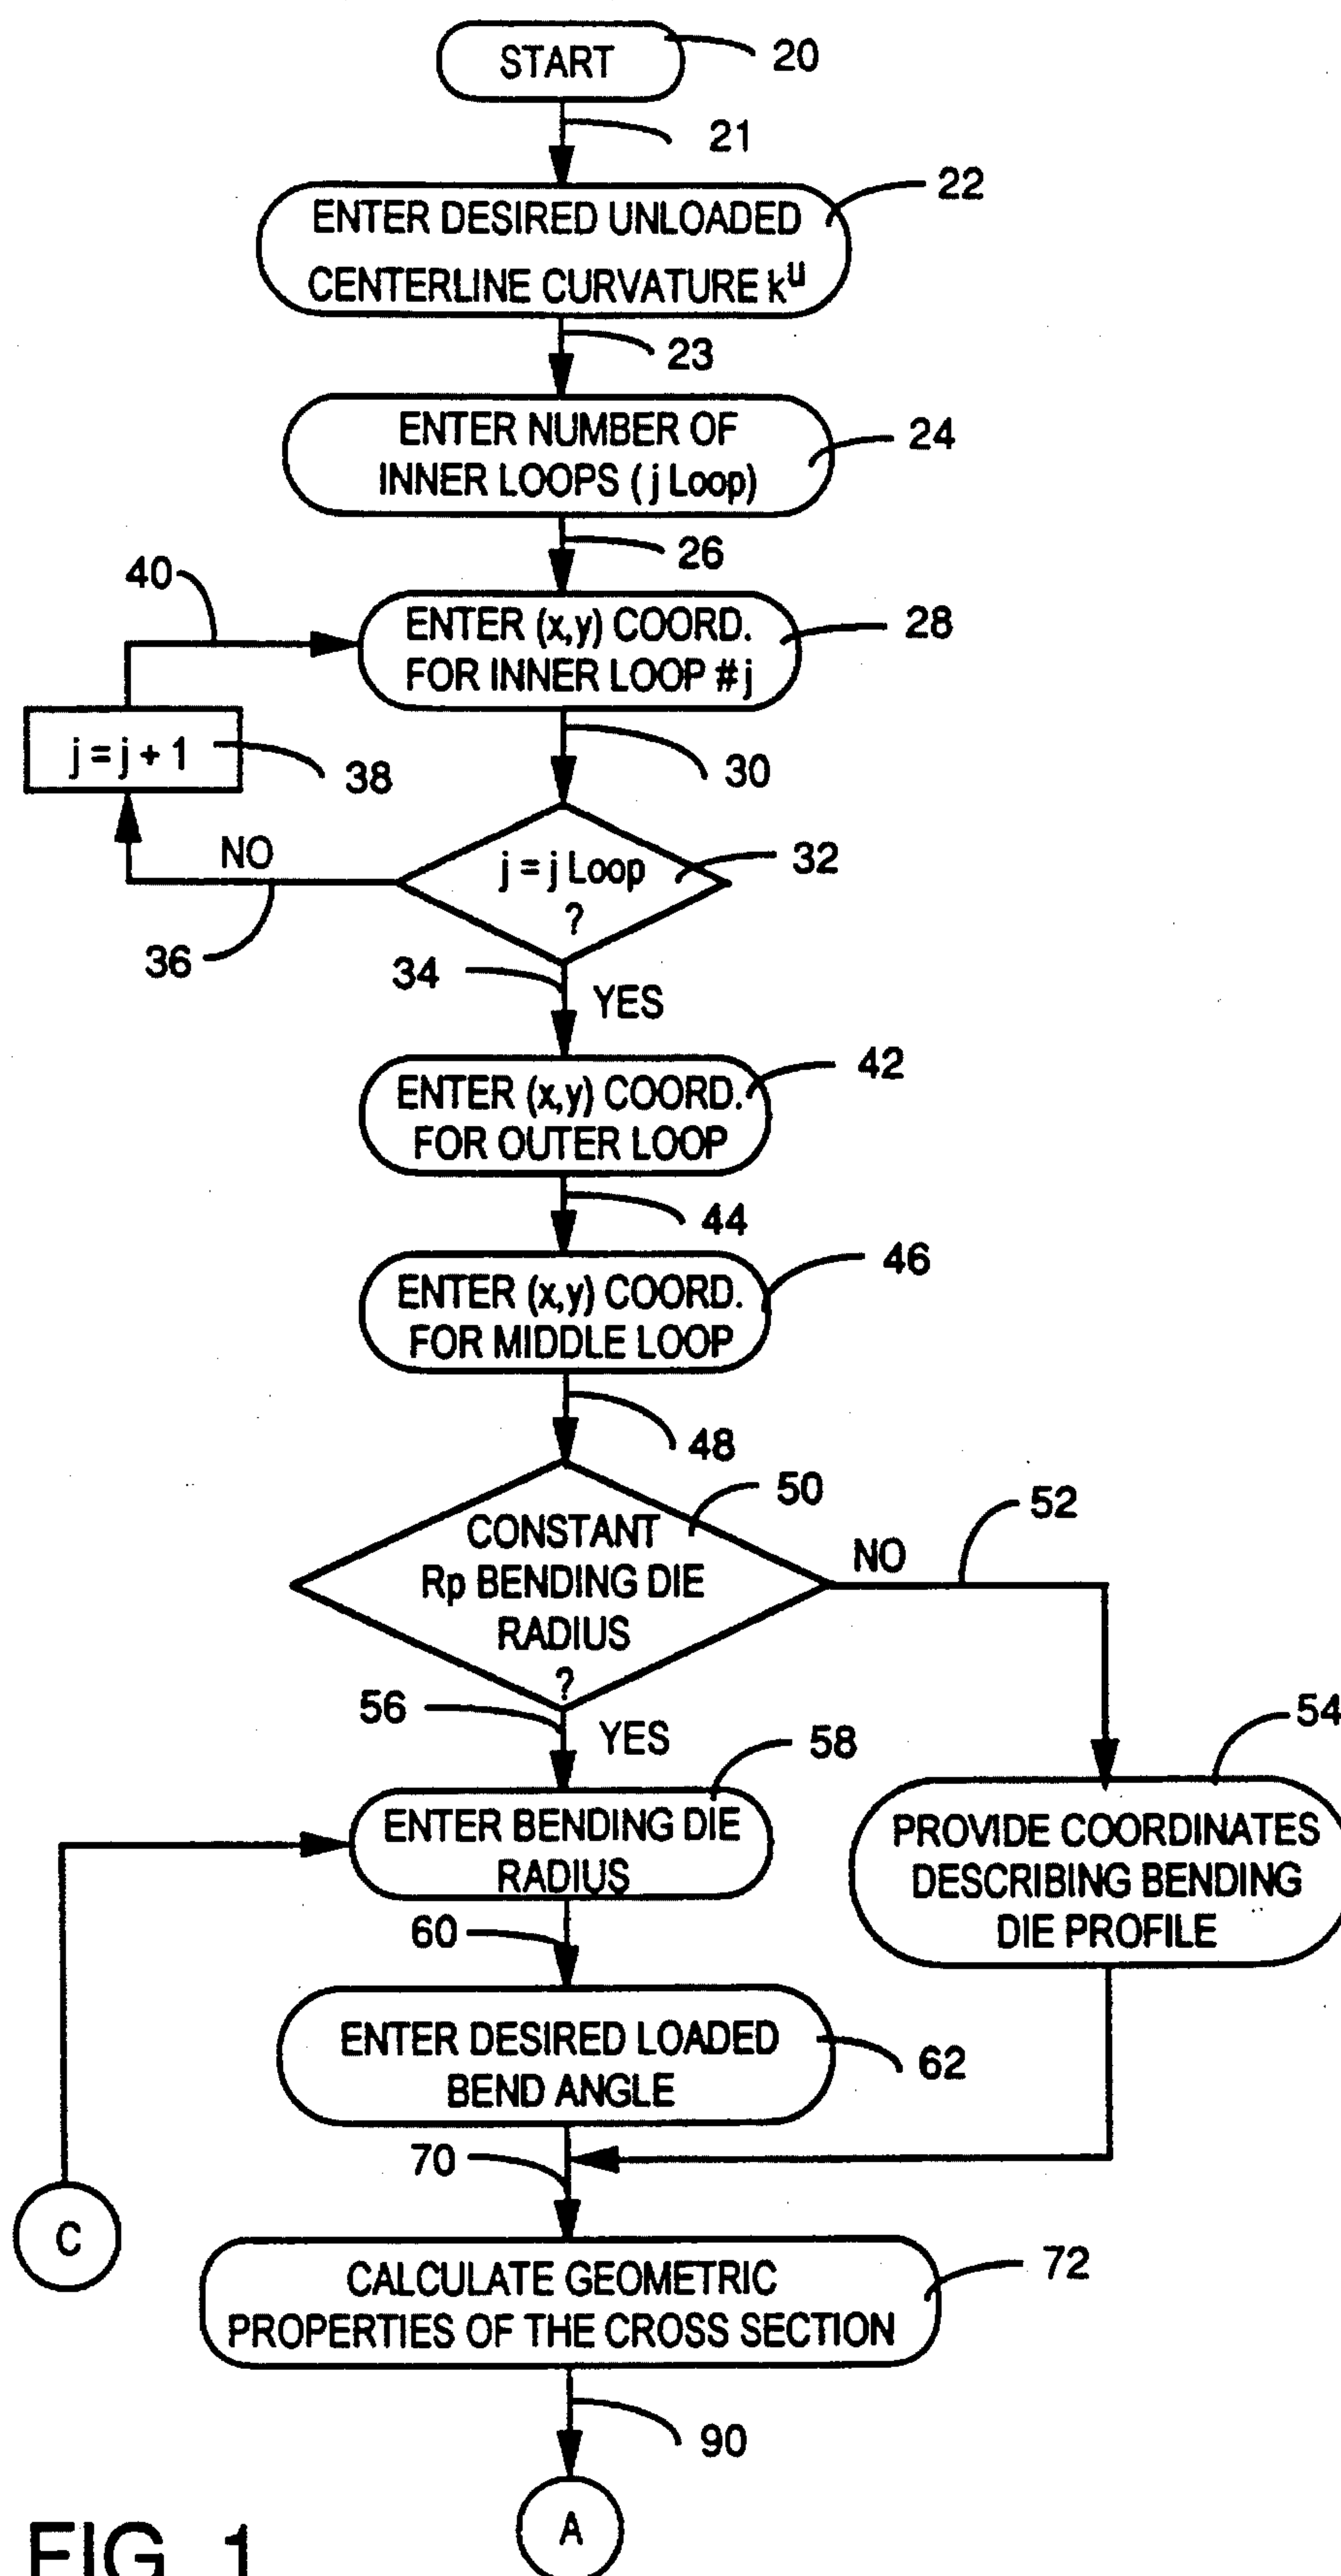 START
20
21
ENTER DESIRED UNLOADED
CENTERLINE CURVATURE k^u
22
23
ENTER NUMBER OF
INNER LOOPS ( j Loop)
24
26
40
ENTER (x,y) COORD.
FOR INNER LOOP # j
28
j = j + 1
38
30
NO
j = j Loop
?
32
36
34
YES
42
ENTER (x,y) COORD.
FOR OUTER LOOP
44
46
ENTER (x,y) COORD.
FOR MIDDLE LOOP
48
50
CONSTANT
Rp BENDING DIE
RADIUS
?
NO
52
56
YES
58
54
ENTER BENDING DIE
RADIUS
PROVIDE COORDINATES
DESCRIBING BENDING
DIE PROFILE
60
ENTER DESIRED LOADED
BEND ANGLE
62
70
C
CALCULATE GEOMETRIC
PROPERTIES OF THE CROSS SECTION
72
90
A
FIG. 1